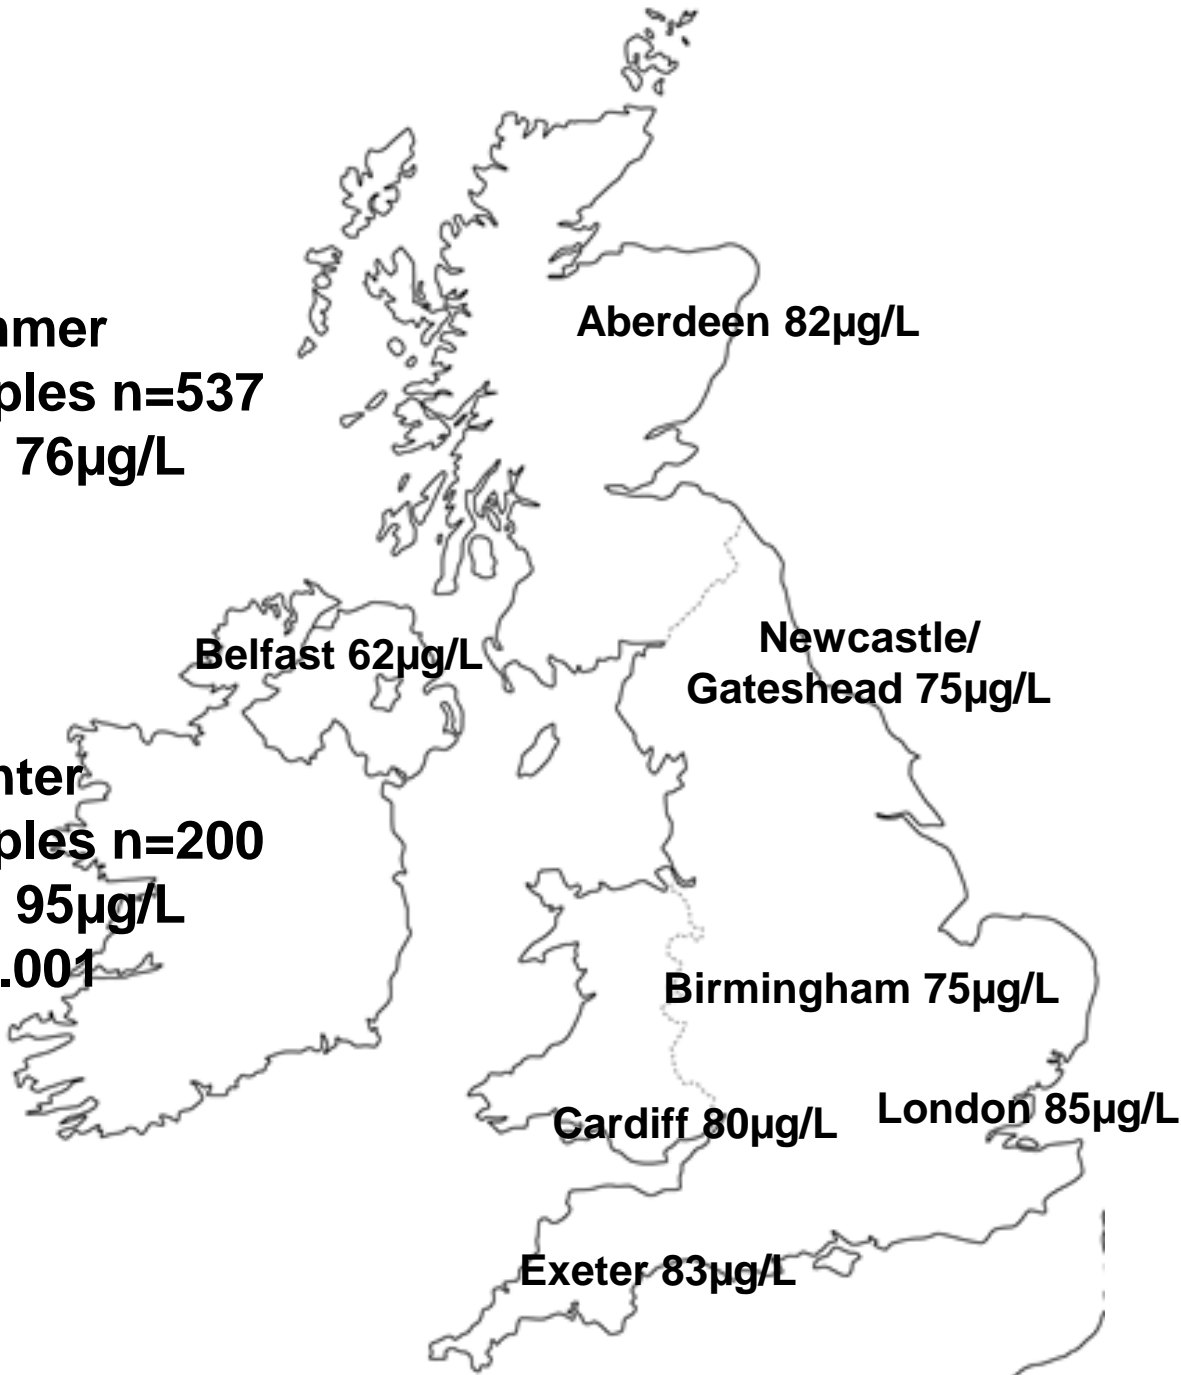 Aberdeen 82µg/L
mmer
ples n=537
76µg/L
Newcastle/
Gateshead 75µg/L
Belfast 62µg/L
nter
ples n=200
95µg/L
.001
Birmingham 75µg/L
London 85µg/L
Cardiff 80µg/L
Exeter 83µg/L